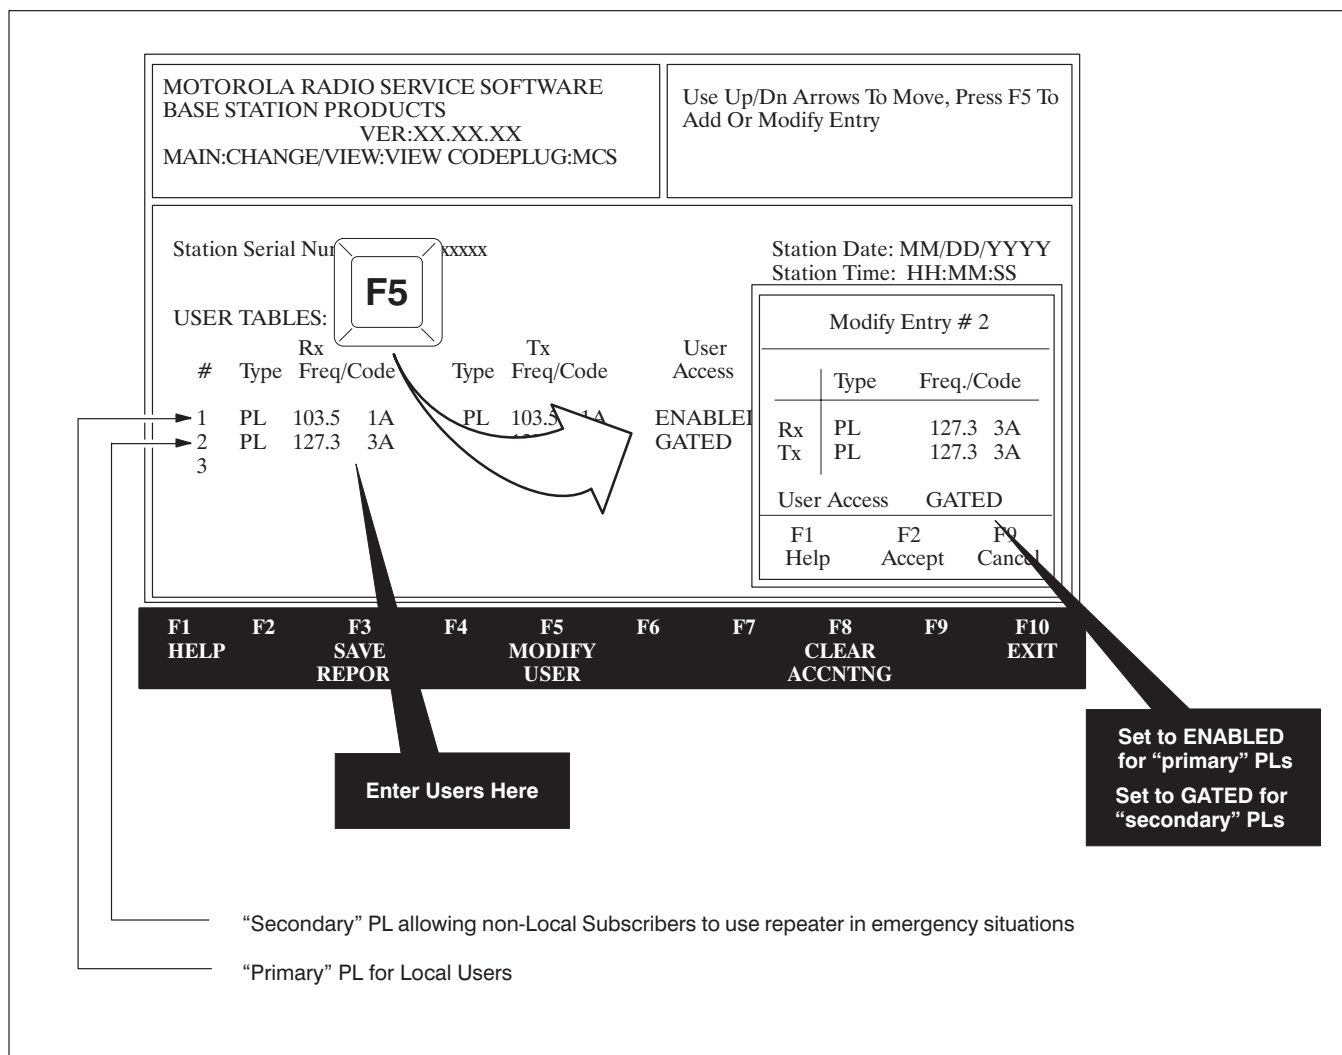 MOTOROLA RADIO SERVICE SOFTWARE
BASE STATION PRODUCTS
VER:XX.XX.XX
MAIN:CHANGE/VIEW:VIEW CODEPLUG:MCS
Use Up/Dn Arrows To Move, Press F5 To
Add Or Modify Entry
Station Serial xxxxx
Station Date: MM/DD/YYYY
Station Time: HH:MM:SS
F5
USER TABLES:
Rx Tx User
# Type Freq/Code Type Freq/Code Access
1 PL 103.5 1A PL 103.5 1A ENABLED
2 PL 127.3 3A GATED
3
Modify Entry # 2
Type Freq./Code
Rx PL 127.3 3A
Tx PL 127.3 3A
User Access GATED
F1 F2 F9
Help Accept Cancel
F1 F2 F3 F4 F5 F6 F7 F8 F9 F10
HELP SAVE MODIFY CLEAR EXIT
REPOR USER ACCNTNG
Enter Users Here
Set to ENABLED
for “primary” PLs
Set to GATED for
“secondary” PLs
“Secondary” PL allowing non-Local Subscribers to use repeater in emergency situations
“Primary” PL for Local Users